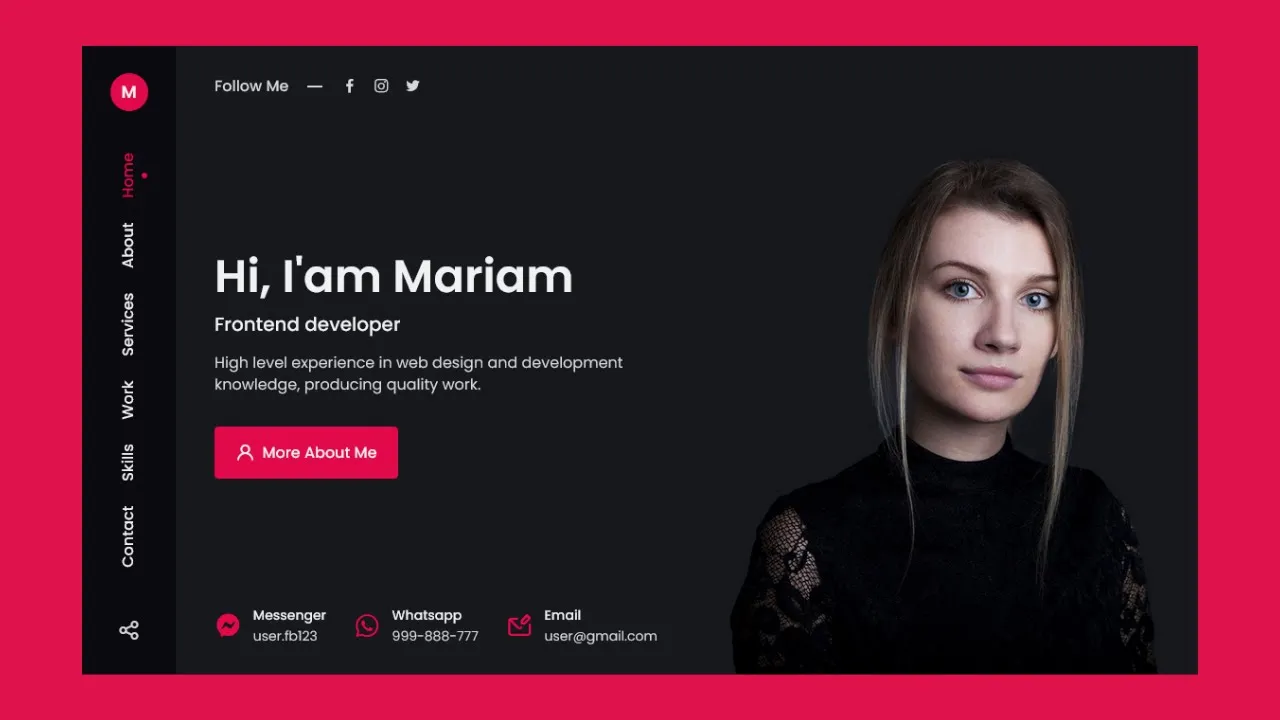 M
Home
About
Services
Work
Skills
Contact
Follow Me
Hi, I'am Mariam
Frontend developer
High level experience in web design and development
knowledge, producing quality work.
More About Me
Messenger
user.fb123
Whatsapp
999-888-777
Email
user@gmail.com